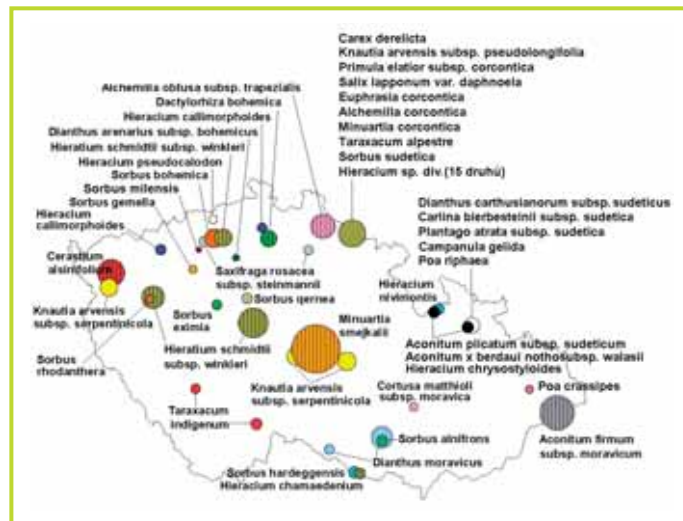 Carex derelicta
Knautia arvensis subsp. pseudolongifolia
Primula elatior subsp. corcontica
Salix lapponum var. daphneola
Euphrasia corcontica
Alchemilla corcontica
Minuartia corcontica
Taraxacum alpestre
Sorbus sudetica
Hieracium sp. div.(15 druhů)
Alchemilla obtusa subsp. trapezialis
Dactylorhiza bohemica
Hieracium callimorphoides
Dianthus arenarius subsp. bohemicus
Hieratium schmidtii subsp. winkleri
Hieracium pseudocalodon
Sorbus bohemica
Sorbus milensis
Sorbus gemella
Hieracium
callimorphoides
Cerastium
alsinifolium
Knautia arvensis
subsp. serpentinicola
Sorbus
rhodanthera
Saxifraga rosacea
subsp. steinmannii
Sorbus
eximia
Hieratium schmidtii
subsp. winkleri
Minuartia
smejkalii
Knautia arvensis
subsp. serpentinicola
Taraxacum
indigenum
Dianthus carthusianorum subsp. sudeticus
Carlina bierbesteinii subsp. sudetica
Plantago atrata subsp. sudetica
Campanula gelida
Poa riphaea
Hieracium
nivimontis
Aconitum plicatum subsp. sudeticum
Aconitum x berdaui nothosubsp. walasii
Hieracium chrysostyloides
Cortusa matthioli
subsp. moravica
Poa crassipes
Aconitum firmum
subsp. moravicum
Sorbus alnifrons
Dianthus moravicus
Sorbus hardeggensis
Hieracium chamaedenium